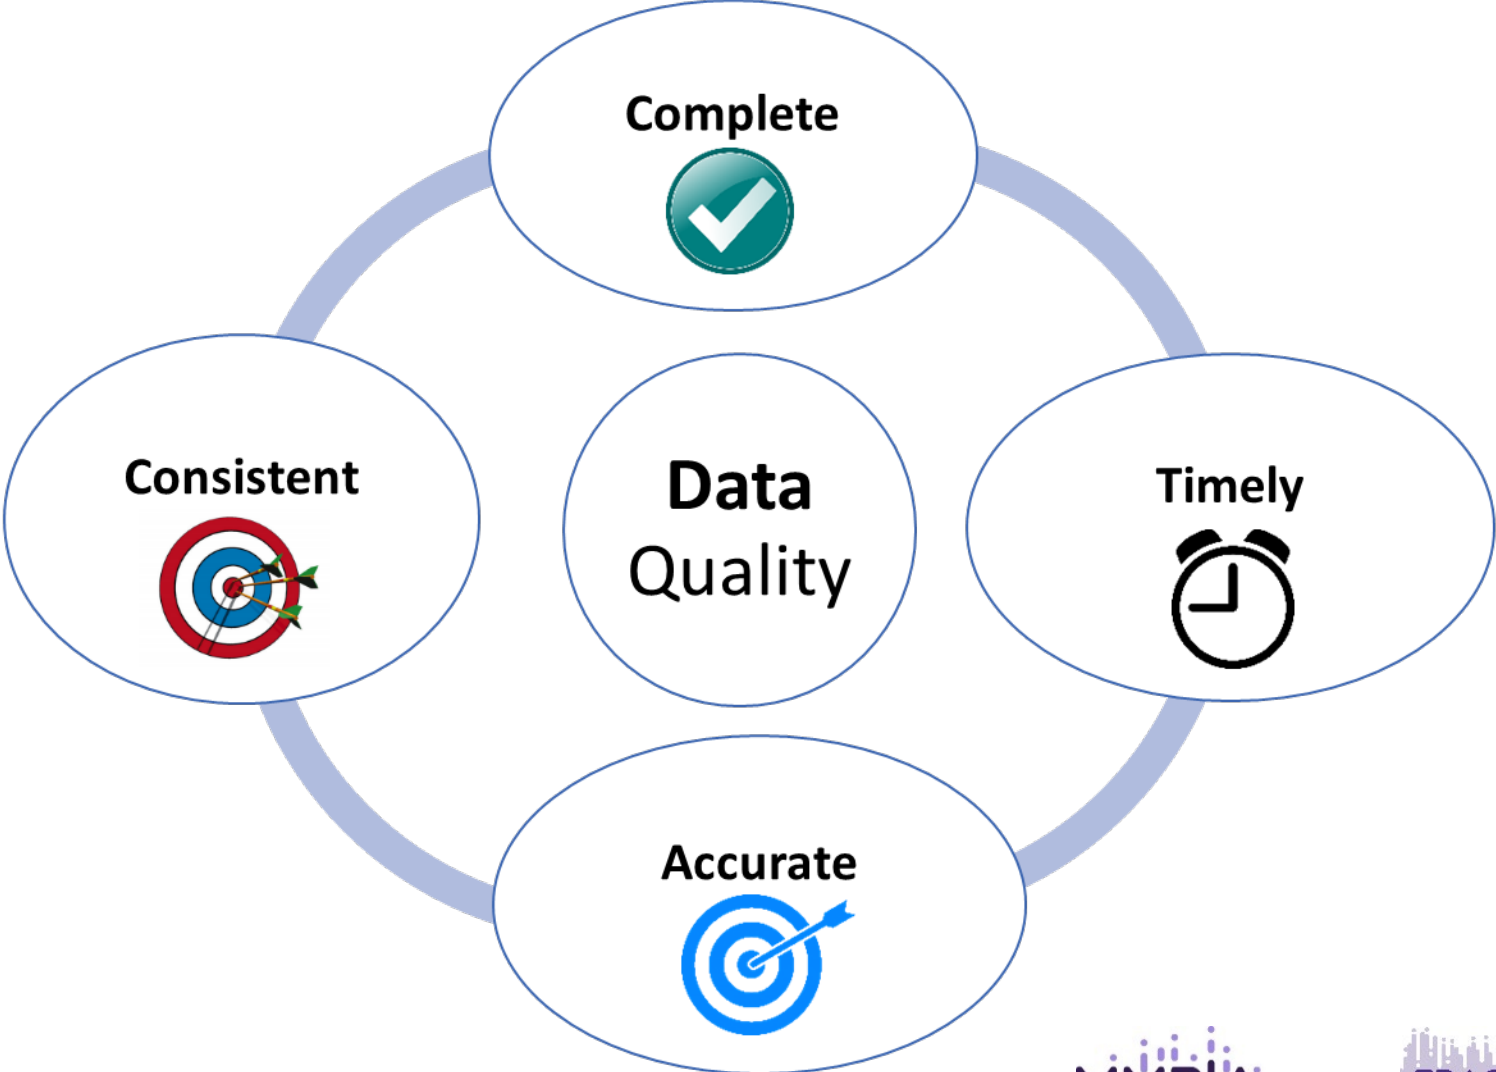 Complete
Consistent
Data
Quality
Timely
Accurate